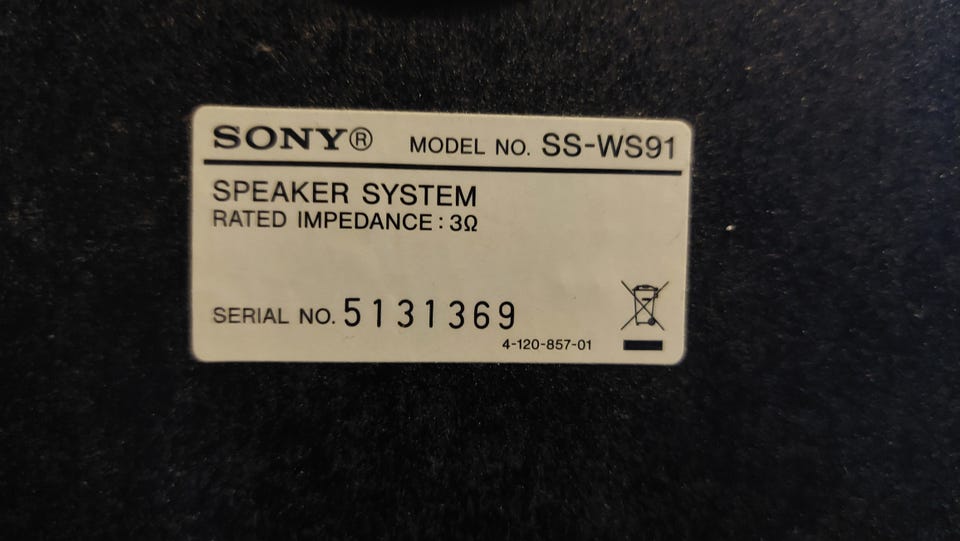 SONY® MODEL NO. SS-WS91
SPEAKER SYSTEM
RATED IMPEDANCE : 3Ω
SERIAL NO. 5131369
4-120-857-01